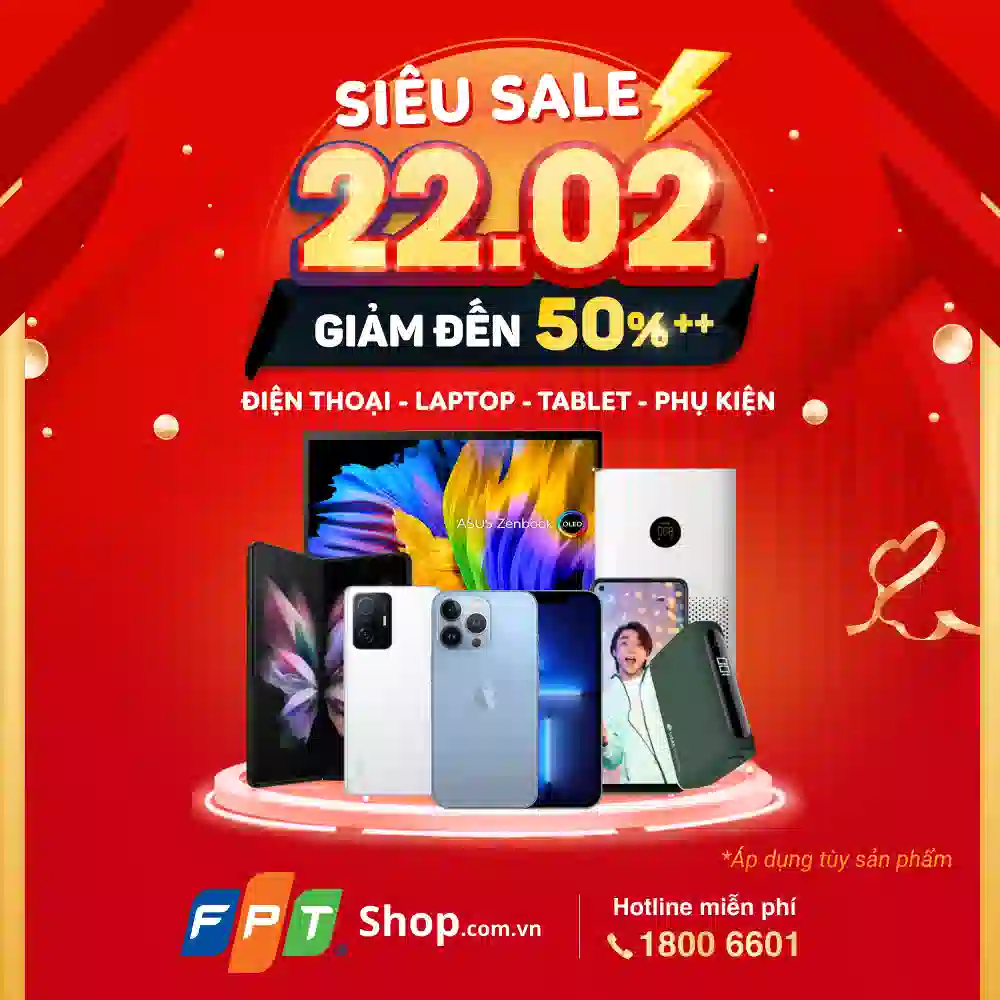 SIÊU SALE
22.02
GIẢM ĐẾN 50%++
ĐIỆN THOẠI - LAPTOP - TABLET - PHỤ KIỆN
ASUS Zenbook OLED
*Áp dụng tùy sản phẩm
FPT Shop.com.vn
Hotline miễn phí
1800 6601